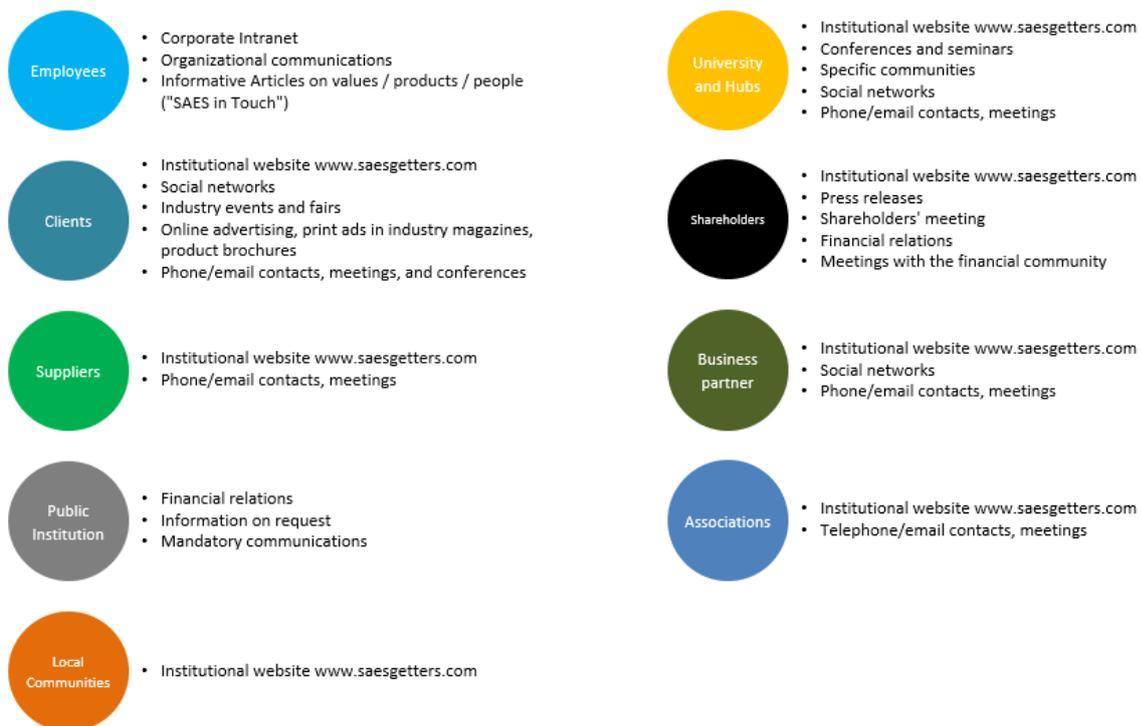 Employees
• Corporate Intranet
• Organizational communications
• Informative Articles on values / products / people
("SAES in Touch")
Clients
• Institutional website www.saesgetters.com
• Social networks
• Industry events and fairs
• Online advertising, print ads in industry magazines,
product brochures
• Phone/email contacts, meetings, and conferences
Suppliers
• Institutional website www.saesgetters.com
• Phone/email contacts, meetings
Public
Institution
• Financial relations
• Information on request
• Mandatory communications
Local
Communities
• Institutional website www.saesgetters.com
University
and Hubs
• Institutional website www.saesgetters.com
• Conferences and seminars
• Specific communities
• Social networks
• Phone/email contacts, meetings
Shareholders
• Institutional website www.saesgetters.com
• Press releases
• Shareholders' meeting
• Financial relations
• Meetings with the financial community
Business
partner
• Institutional website www.saesgetters.com
• Social networks
• Phone/email contacts, meetings
Associations
• Institutional website www.saesgetters.com
• Telephone/email contacts, meetings